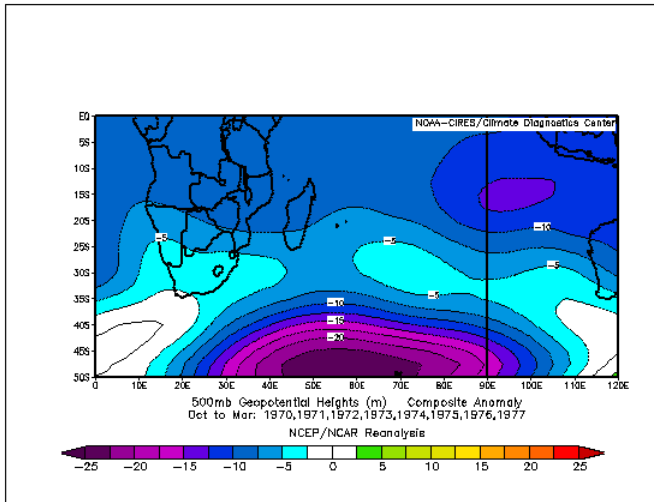 NOAA-CIRES/Climate Diagnostics Center
EQ
5S
10S
15S
20S
25S
30S
35S
40S
45S
50S
-5
-10
-5
-5
-5
-10
-15
-20
0 10E 20E 30E 40E 50E 60E 70E 80E 90E 100E 110E 120E
500mb Geopotential Heights (m) Composite Anomaly
Oct to Mar: 1970,1971,1972,1973,1974,1975,1976,1977
NCEP/NCAR Reanalysis
-25 -20 -15 -10 -5 0 5 10 15 20 25